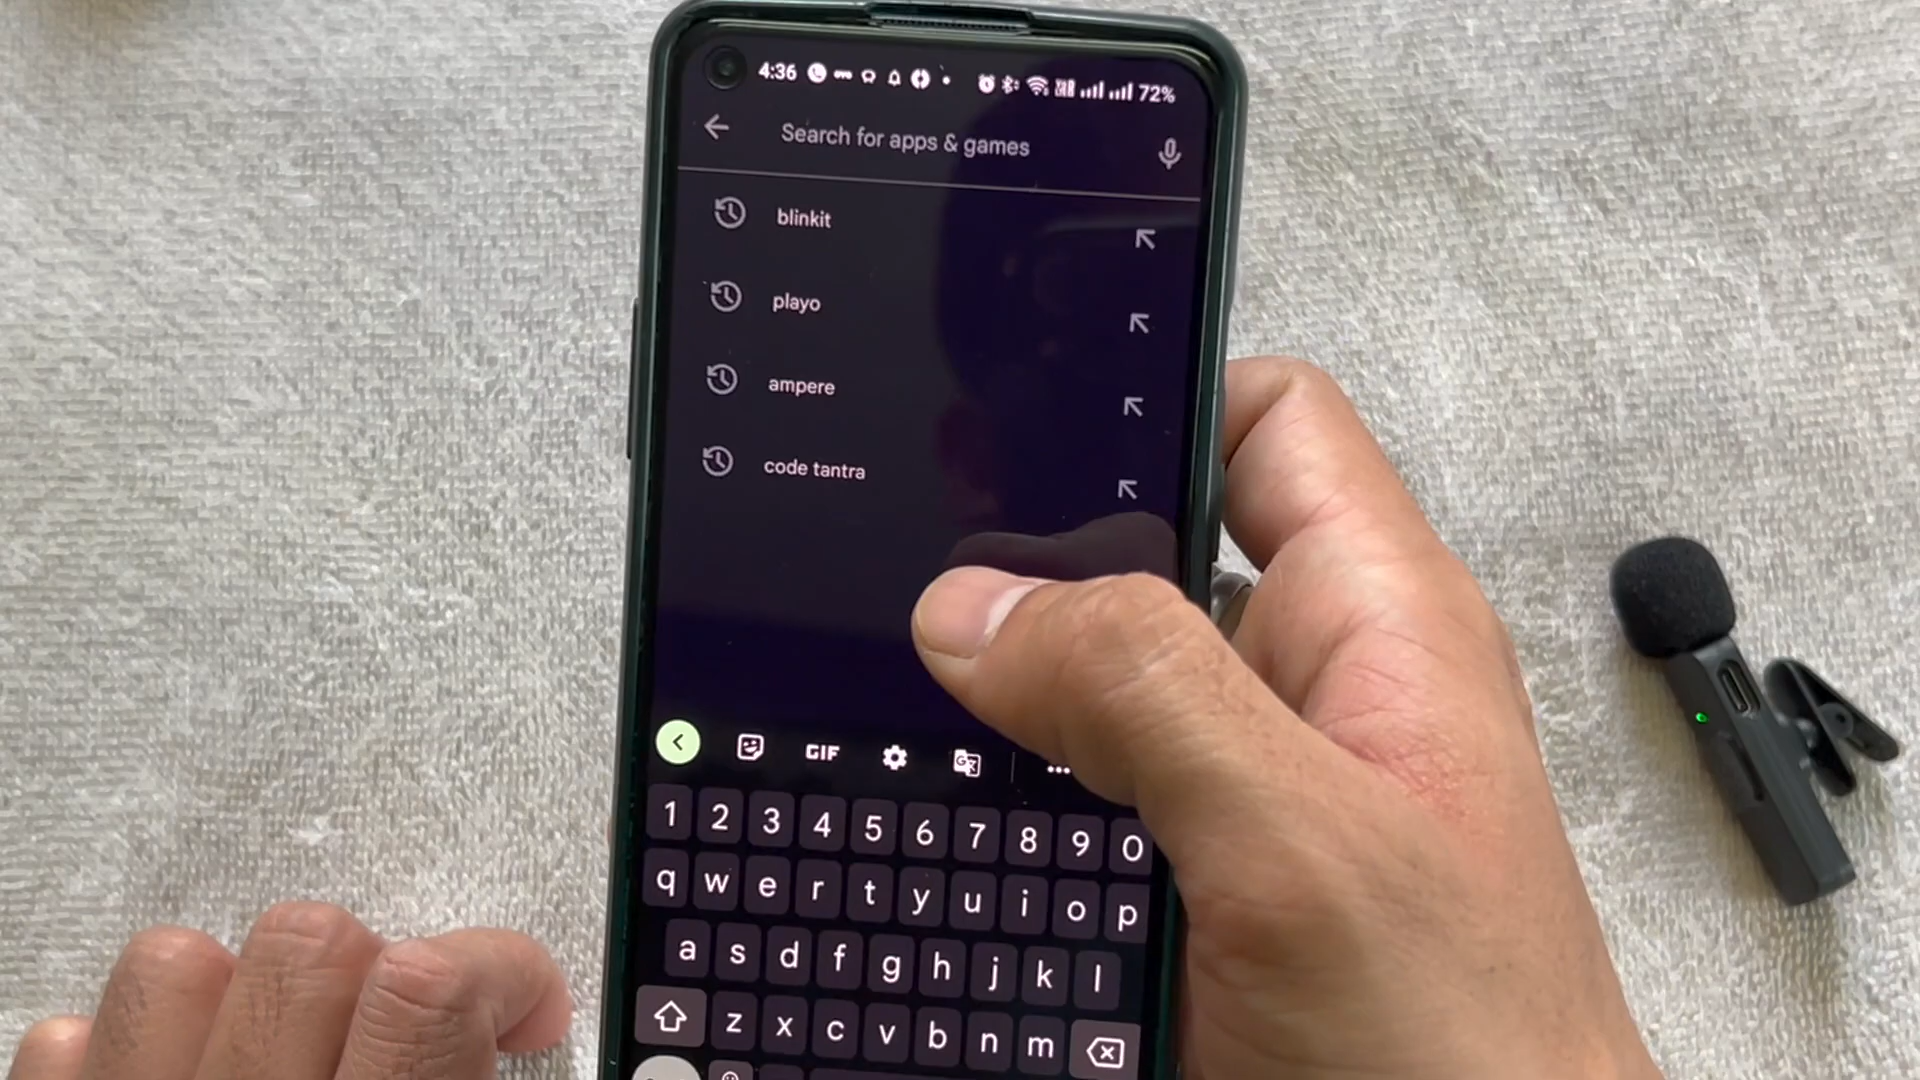 4:36 72%
Search for apps & games
blinkit
playo
ampere
code tantra
GIF
1 2 3 4 5 6 7 8 9 0
q w e r t y u i o p
a s d f g h j k l
z x c v b n m